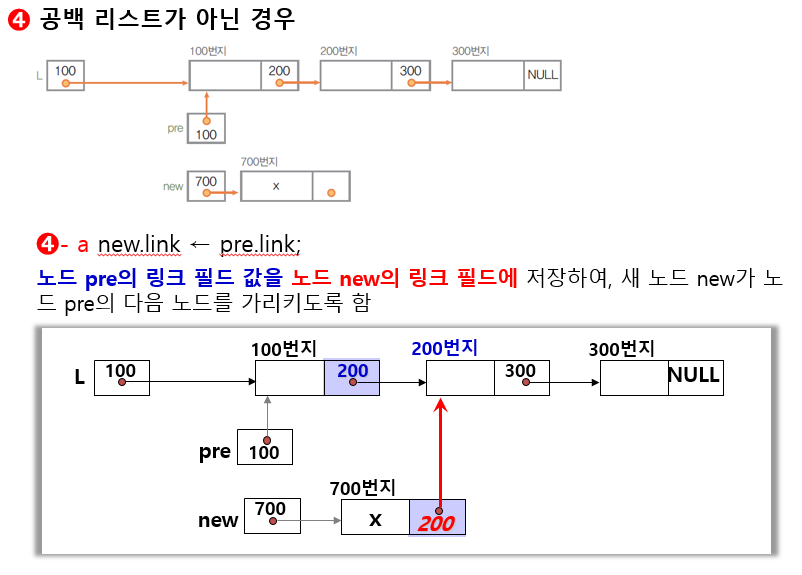 ❹ 공백 리스트가 아닌 경우
100번지 200번지 300번지
L 100 200 300 NULL
pre 100
700번지
new 700 x
❹- a new.link ← pre.link;
노드 pre의 링크 필드 값을 노드 new의 링크 필드에 저장하여, 새 노드 new가 노
드 pre의 다음 노드를 가리키도록 함
100번지 200번지 300번지
L 100 200 300 NULL
pre 100
700번지
new 700 x 200